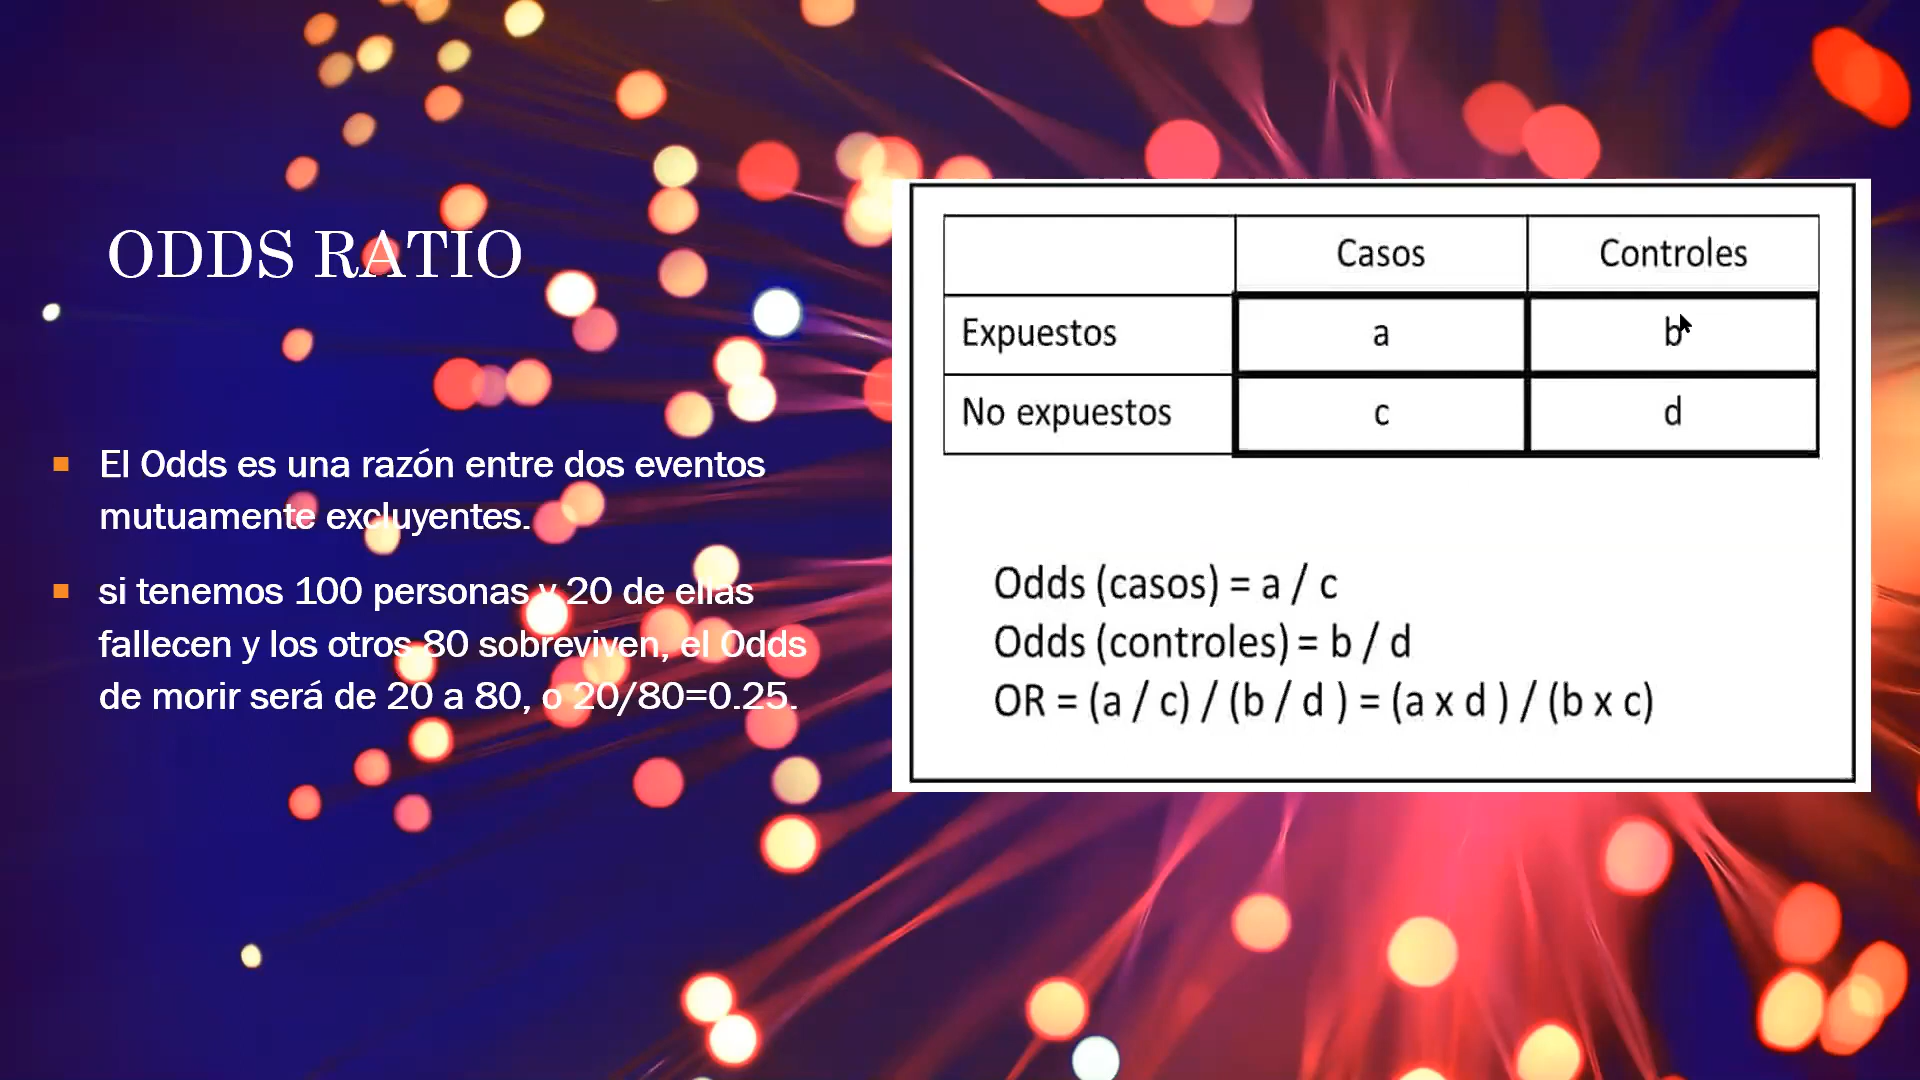 ODDS RATIO
El Odds es una razón entre dos eventos
mutuamente excluyentes.
si tenemos 100 personas y 20 de ellas
fallecen y los otros 80 sobreviven, el Odds
de morir será de 20 a 80, o 20/80=0.25.
Casos Controles
Expuestos a b
No expuestos c d
Odds (casos) = a / c
Odds (controles) = b / d
OR = (a / c) / (b / d ) = (a x d ) / (b x c)